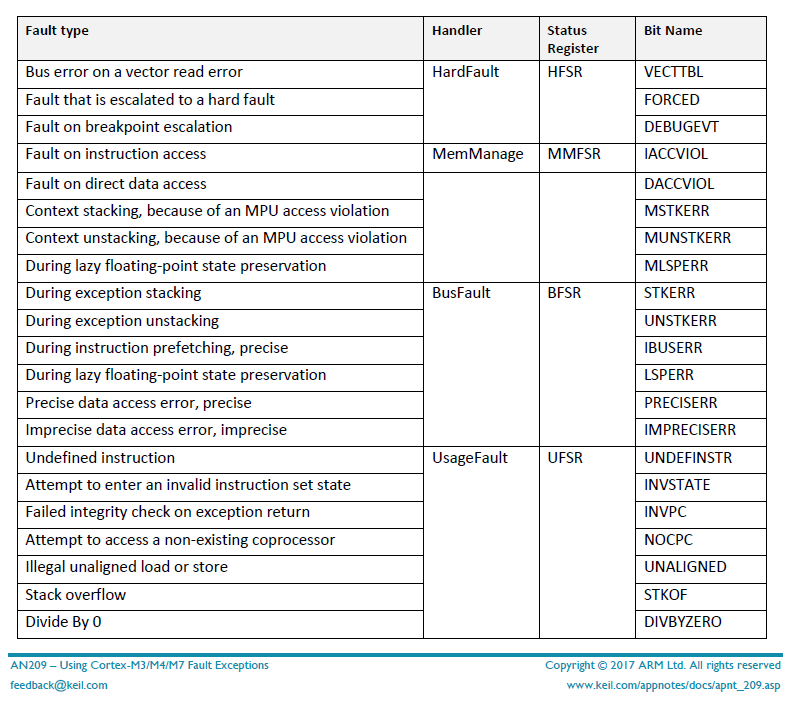 Fault type Handler Status Register Bit Name
Bus error on a vector read error HardFault HFSR VECTTBL
Fault that is escalated to a hard fault FORCED
Fault on breakpoint escalation DEBUGEVT
Fault on instruction access MemManage MMFSR IACCVIOL
Fault on direct data access DACCVIOL
Context stacking, because of an MPU access violation MSTKERR
Context unstacking, because of an MPU access violation MUNSTKERR
During lazy floating-point state preservation MLSPERR
During exception stacking BusFault BFSR STKERR
During exception unstacking UNSTKERR
During instruction prefetching, precise IBUSERR
During lazy floating-point state preservation LSPERR
Precise data access error, precise PRECISERR
Imprecise data access error, imprecise IMPRECISERR
Undefined instruction UsageFault UFSR UNDEFINSTR
Attempt to enter an invalid instruction set state INVSTATE
Failed integrity check on exception return INVPC
Attempt to access a non-existing coprocessor NOCPC
Illegal unaligned load or store UNALIGNED
Stack overflow STKOF
Divide By 0 DIVBYZERO
AN209 – Using Cortex-M3/M4/M7 Fault Exceptions Copyright © 2017 ARM Ltd. All rights reserved
feedback@keil.com www.keil.com/appnotes/docs/apnt_209.asp